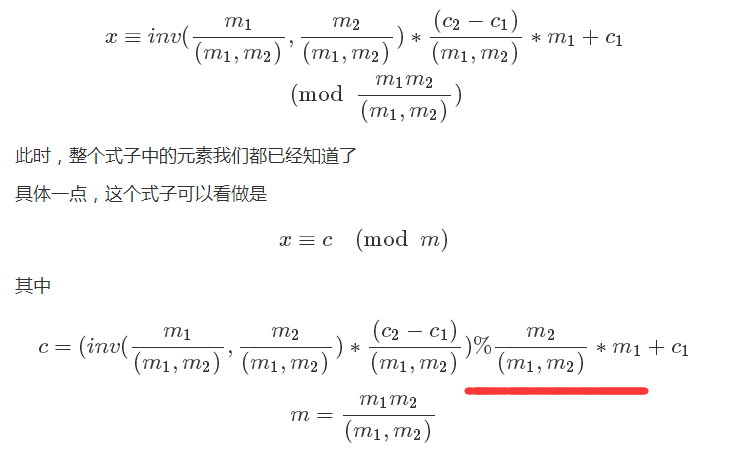 $x \equiv inv(\frac{m_1}{(m_1, m_2)}, \frac{m_2}{(m_1, m_2)}) * \frac{(c_2 - c_1)}{(m_1, m_2)} * m_1 + c_1$
$(\mathrm{mod}\ \frac{m_1 m_2}{(m_1, m_2)})$
此时，整个式子中的元素我们都已经知道了
具体一点，这个式子可以看做是
$x \equiv c \quad (\mathrm{mod}\ m)$
其中
$c = (inv(\frac{m_1}{(m_1, m_2)}, \frac{m_2}{(m_1, m_2)}) * \frac{(c_2 - c_1)}{(m_1, m_2)}) \% \frac{m_2}{(m_1, m_2)} * m_1 + c_1$
$m = \frac{m_1 m_2}{(m_1, m_2)}$